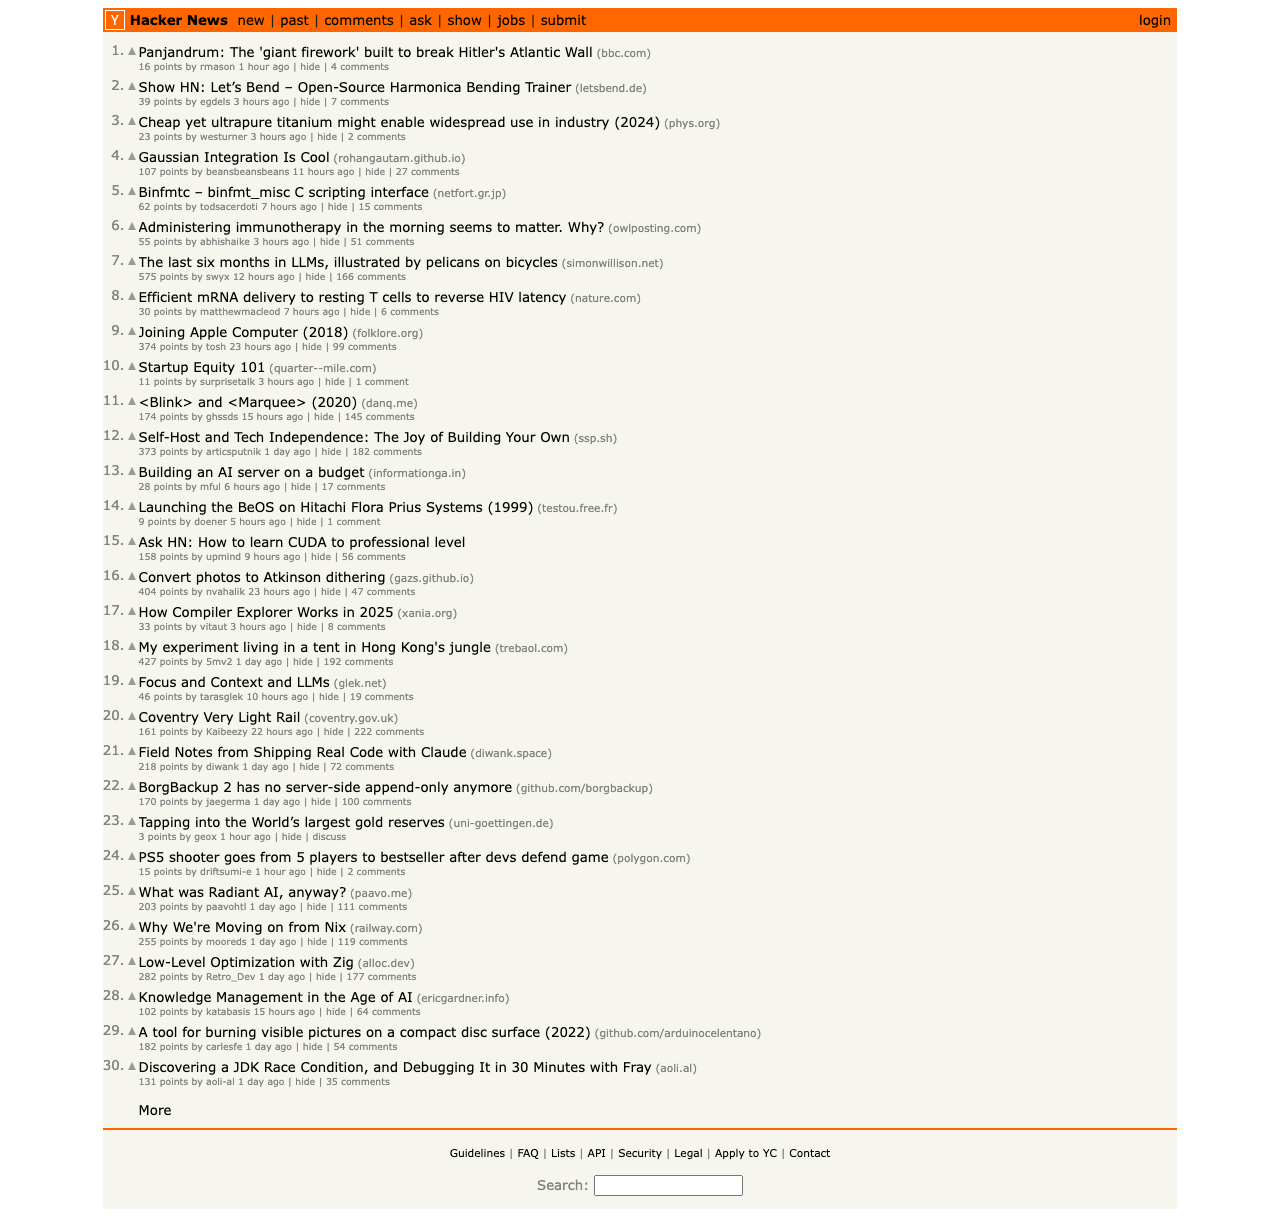 Y Hacker News new | past | comments | ask | show | jobs | submit login
1. Panjandrum: The 'giant firework' built to break Hitler's Atlantic Wall (bbc.com)
16 points by rmason 1 hour ago | hide | 4 comments
2. Show HN: Let’s Bend – Open-Source Harmonica Bending Trainer (letsbend.de)
39 points by egdels 3 hours ago | hide | 7 comments
3. Cheap yet ultrapure titanium might enable widespread use in industry (2024) (phys.org)
23 points by westurner 3 hours ago | hide | 2 comments
4. Gaussian Integration Is Cool (rohangautam.github.io)
107 points by beansbeansbeans 11 hours ago | hide | 27 comments
5. Binfmtc – binfmt_misc C scripting interface (netfort.gr.jp)
62 points by todsacerdoti 7 hours ago | hide | 15 comments
6. Administering immunotherapy in the morning seems to matter. Why? (owlposting.com)
55 points by abhishaike 3 hours ago | hide | 51 comments
7. The last six months in LLMs, illustrated by pelicans on bicycles (simonwillison.net)
575 points by swyx 12 hours ago | hide | 166 comments
8. Efficient mRNA delivery to resting T cells to reverse HIV latency (nature.com)
30 points by matthewmacleod 7 hours ago | hide | 6 comments
9. Joining Apple Computer (2018) (folklore.org)
374 points by tosh 23 hours ago | hide | 99 comments
10. Startup Equity 101 (quarter--mile.com)
11 points by surprisetalk 3 hours ago | hide | 1 comment
11. <Blink> and <Marquee> (2020) (danq.me)
174 points by ghssds 15 hours ago | hide | 145 comments
12. Self-Host and Tech Independence: The Joy of Building Your Own (ssp.sh)
373 points by articsputnik 1 day ago | hide | 182 comments
13. Building an AI server on a budget (informationga.in)
28 points by mful 6 hours ago | hide | 17 comments
14. Launching the BeOS on Hitachi Flora Prius Systems (1999) (testou.free.fr)
9 points by doener 5 hours ago | hide | 1 comment
15. Ask HN: How to learn CUDA to professional level
158 points by upmind 9 hours ago | hide | 56 comments
16. Convert photos to Atkinson dithering (gazs.github.io)
404 points by nvahalik 23 hours ago | hide | 47 comments
17. How Compiler Explorer Works in 2025 (xania.org)
33 points by vitaut 3 hours ago | hide | 8 comments
18. My experiment living in a tent in Hong Kong's jungle (trebaol.com)
427 points by 5mv2 1 day ago | hide | 192 comments
19. Focus and Context and LLMs (glek.net)
46 points by tarasglek 10 hours ago | hide | 19 comments
20. Coventry Very Light Rail (coventry.gov.uk)
161 points by Kaibeezy 22 hours ago | hide | 222 comments
21. Field Notes from Shipping Real Code with Claude (diwank.space)
218 points by diwank 1 day ago | hide | 72 comments
22. BorgBackup 2 has no server-side append-only anymore (github.com/borgbackup)
170 points by jaegerma 1 day ago | hide | 100 comments
23. Tapping into the World’s largest gold reserves (uni-goettingen.de)
3 points by geox 1 hour ago | hide | discuss
24. PS5 shooter goes from 5 players to bestseller after devs defend game (polygon.com)
15 points by driftsumi-e 1 hour ago | hide | 2 comments
25. What was Radiant AI, anyway? (paavo.me)
203 points by paavohtl 1 day ago | hide | 111 comments
26. Why We're Moving on from Nix (railway.com)
255 points by mooreds 1 day ago | hide | 119 comments
27. Low-Level Optimization with Zig (alloc.dev)
282 points by Retro_Dev 1 day ago | hide | 177 comments
28. Knowledge Management in the Age of AI (ericgardner.info)
102 points by katabasis 15 hours ago | hide | 64 comments
29. A tool for burning visible pictures on a compact disc surface (2022) (github.com/arduinocelentano)
182 points by carlesfe 1 day ago | hide | 54 comments
30. Discovering a JDK Race Condition, and Debugging It in 30 Minutes with Fray (aoli.al)
131 points by aoli-al 1 day ago | hide | 35 comments
More
Guidelines | FAQ | Lists | API | Security | Legal | Apply to YC | Contact
Search: